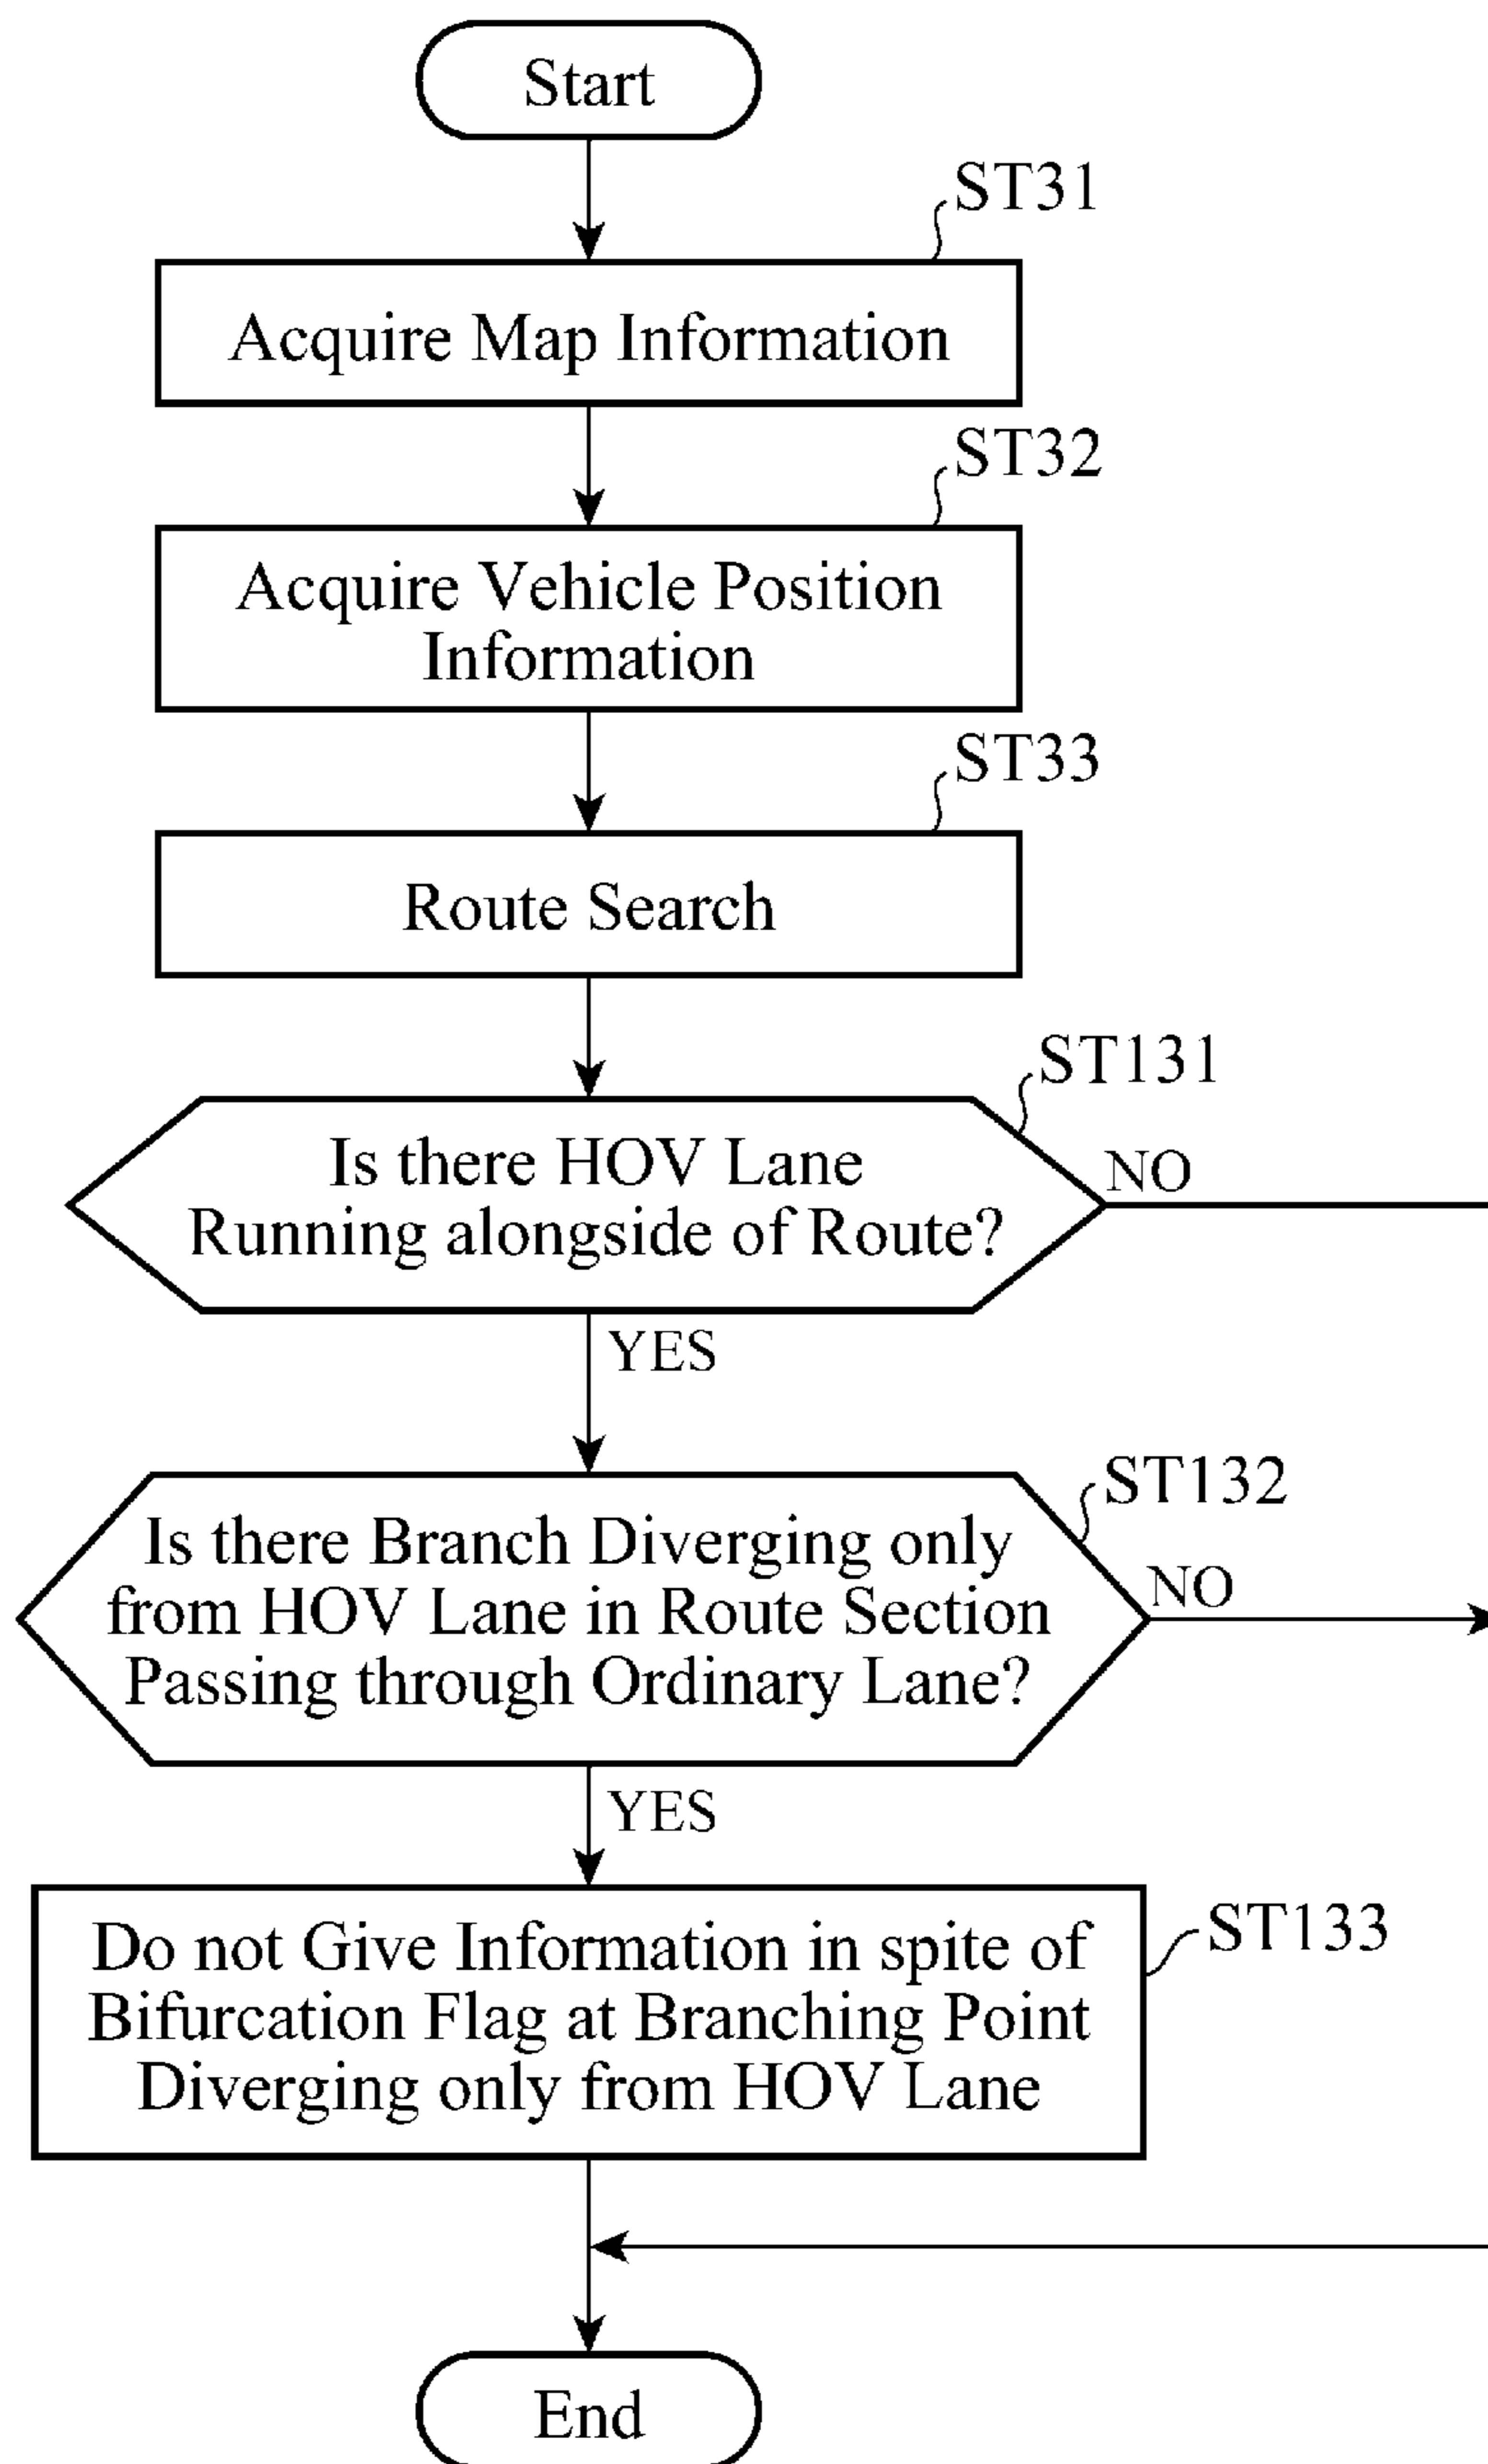 Start
ST31
Acquire Map Information
ST32
Acquire Vehicle Position
Information
ST33
Route Search
ST131
Is there HOV Lane
Running alongside of Route?
NO
YES
ST132
Is there Branch Diverging only
from HOV Lane in Route Section
Passing through Ordinary Lane?
NO
YES
Do not Give Information in spite of
Bifurcation Flag at Branching Point
Diverging only from HOV Lane
ST133
End